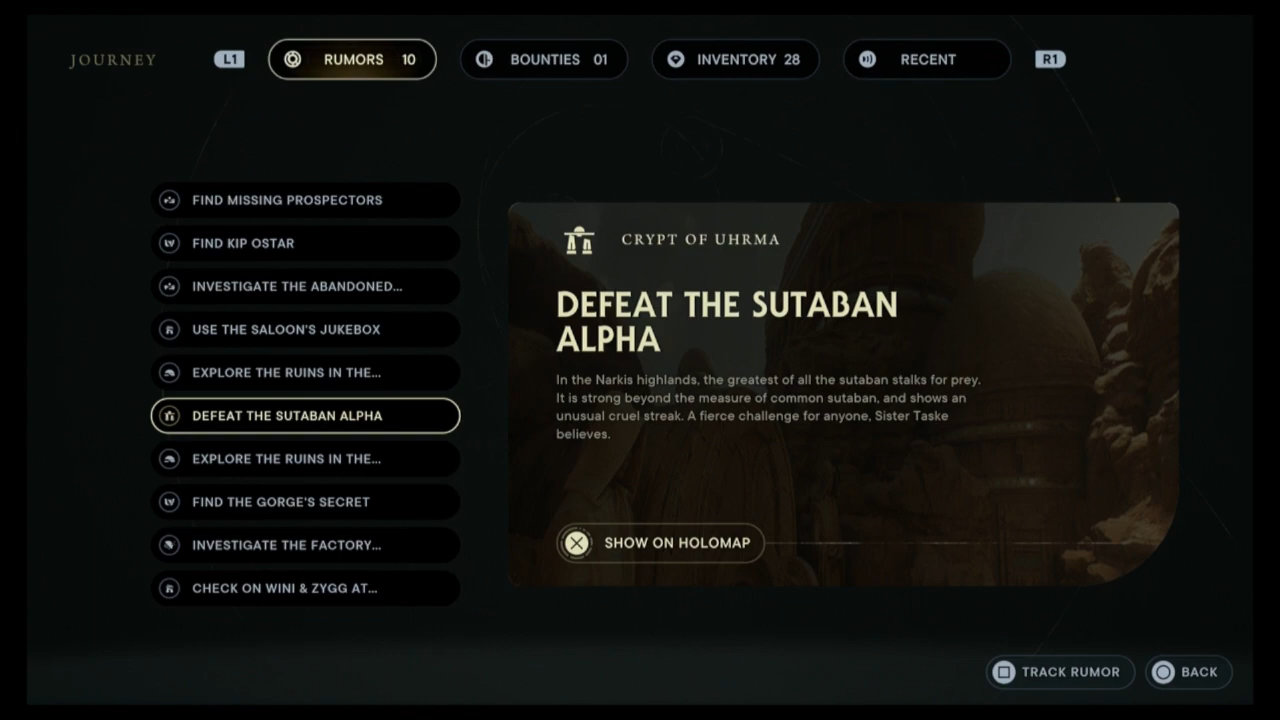 JOURNEY
L1
RUMORS 10
BOUNTIES 01
INVENTORY 28
RECENT
R1
FIND MISSING PROSPECTORS
FIND KIP OSTAR
INVESTIGATE THE ABANDONED...
USE THE SALOON'S JUKEBOX
EXPLORE THE RUINS IN THE...
DEFEAT THE SUTABAN ALPHA
EXPLORE THE RUINS IN THE...
FIND THE GORGE'S SECRET
INVESTIGATE THE FACTORY...
CHECK ON WINI & ZYGG AT...
CRYPT OF UHRMA
DEFEAT THE SUTABAN
ALPHA
In the Narkis highlands, the greatest of all the sutaban stalks for prey.
It is strong beyond the measure of common sutaban, and shows an
unusual cruel streak. A fierce challenge for anyone, Sister Taske
believes.
SHOW ON HOLOMAP
TRACK RUMOR
BACK